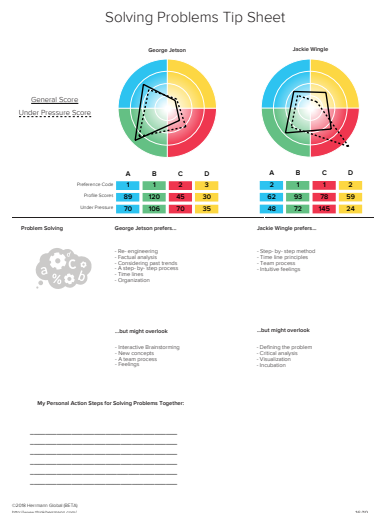 Solving Problems Tip Sheet
George Jetson
Jackie Wingle
General Score
Under Pressure Score
A B C D
A B C D
Preference Code 1 1 2 3
2 1 1 2
Profile Scores 89 120 45 30
62 93 78 59
Under Pressure 70 106 70 35
48 72 145 24
Problem Solving
George Jetson prefers...
Jackie Wingle prefers...
a C % b
- Re- engineering
- Factual analysis
- Considering past trends
- A step- by- step process
- Time lines
- Organization
- Step- by- step method
- Time line principles
- Team process
- Intuitive feelings
...but might overlook
...but might overlook
- Interactive Brainstorming
- New concepts
- A team process
- Feelings
- Defining the problem
- Critical analysis
- Visualization
- Incubation
My Personal Action Steps for Solving Problems Together:
©2018 Herrmann Global (BETA)